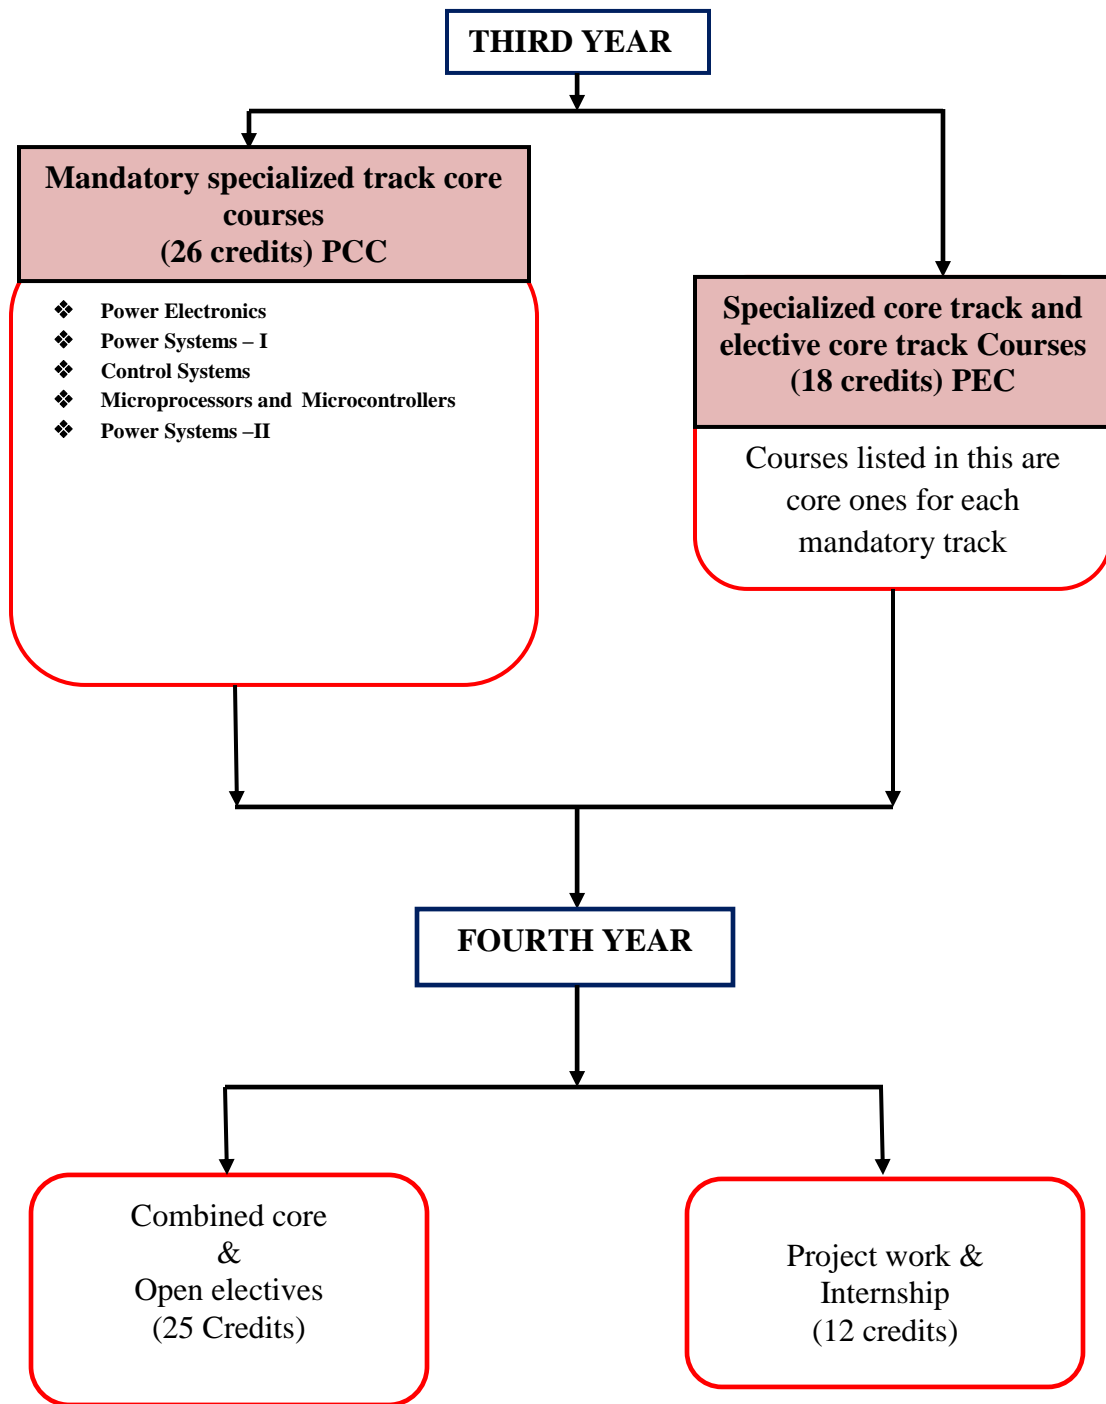 THIRD YEAR
Mandatory specialized track core
courses
(26 credits) PCC
❖ Power Electronics
❖ Power Systems – I
❖ Control Systems
❖ Microprocessors and Microcontrollers
❖ Power Systems –II
Specialized core track and
elective core track Courses
(18 credits) PEC
Courses listed in this are
core ones for each
mandatory track
FOURTH YEAR
Combined core
&
Open electives
(25 Credits)
Project work &
Internship
(12 credits)